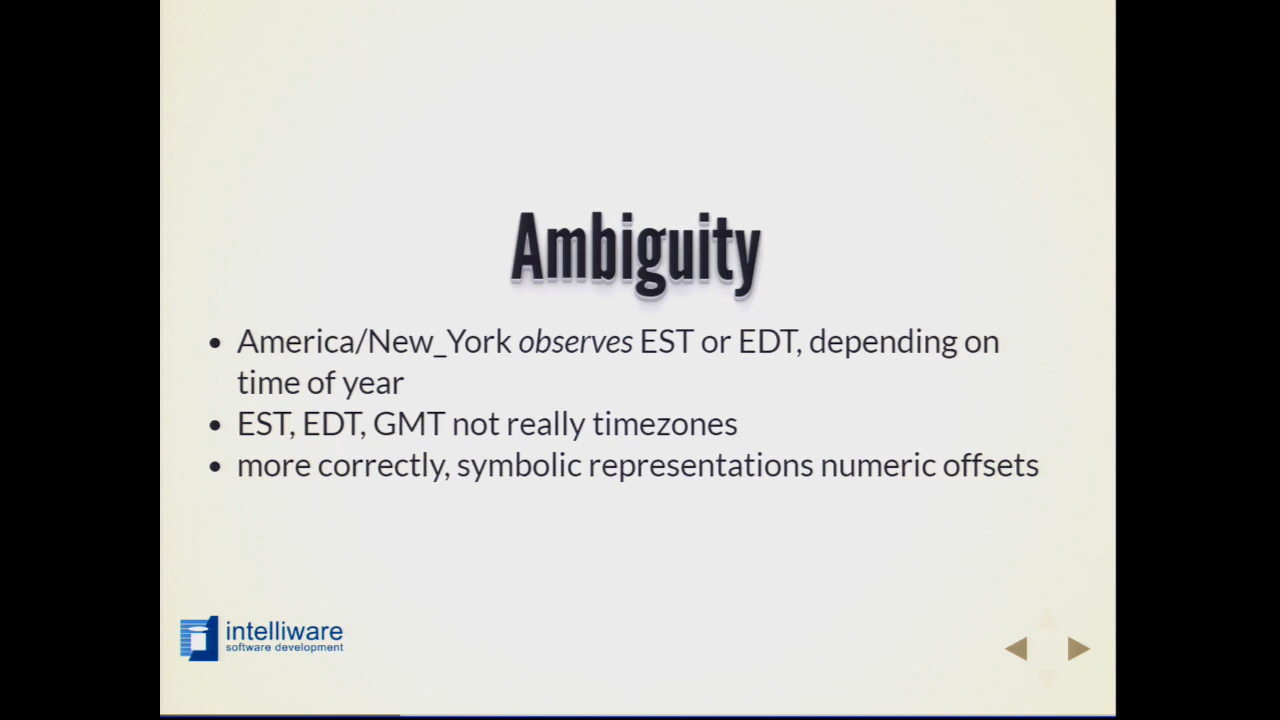 Ambiguity
• America/New_York observes EST or EDT, depending on
time of year
• EST, EDT, GMT not really timezones
• more correctly, symbolic representations numeric offsets
intelliware
software development